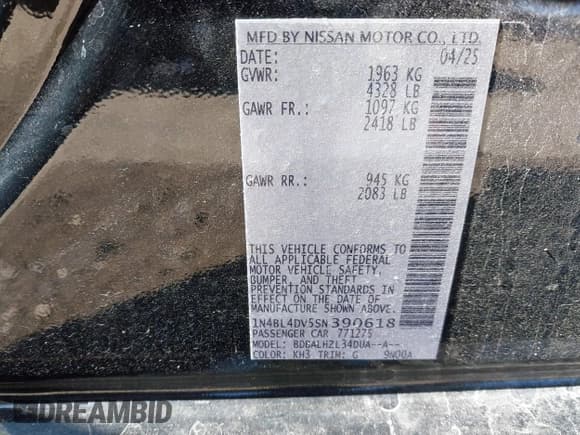 MFD BY NISSAN MOTOR CO., LTD.
DATE: 04/25
GVWR: 1963 KG
4328 LB
GAWR FR.: 1097 KG
2418 LB
GAWR RR.: 945 KG
2083 LB
THIS VEHICLE CONFORMS TO
ALL APPLICABLE FEDERAL
MOTOR VEHICLE SAFETY,
BUMPER, AND THEFT
PREVENTION STANDARDS IN
EFFECT ON THE DATE OF
MANUFACTURE SHOWN ABOVE.
1N4BL4DV5SN390618
PASSENGER CAR 771275
MODEL: BDGALHZL34DUA--A--
COLOR: KH3 TRIM: G 9N00A
DREAMBID